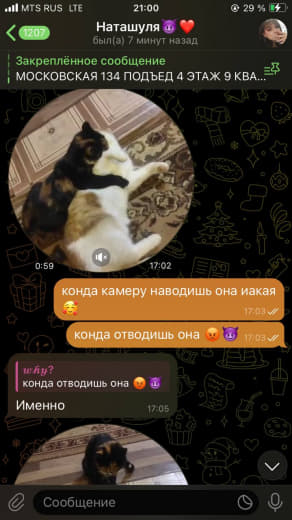 MTS RUS LTE
21:00
29 %
1207
Наташуля😈❤️
был(а) 7 минут назад
Закреплённое сообщение
МОСКОВСКАЯ 134 ПОДЪЕД 4 ЭТАЖ 9 КВА...
0:59
17:02
конда камеру наводишь она иакая
🥰
17:03
конда отводишь она 😡😈
17:03
why?
конда отводишь она 😡😈
Именно
17:05
Сообщение